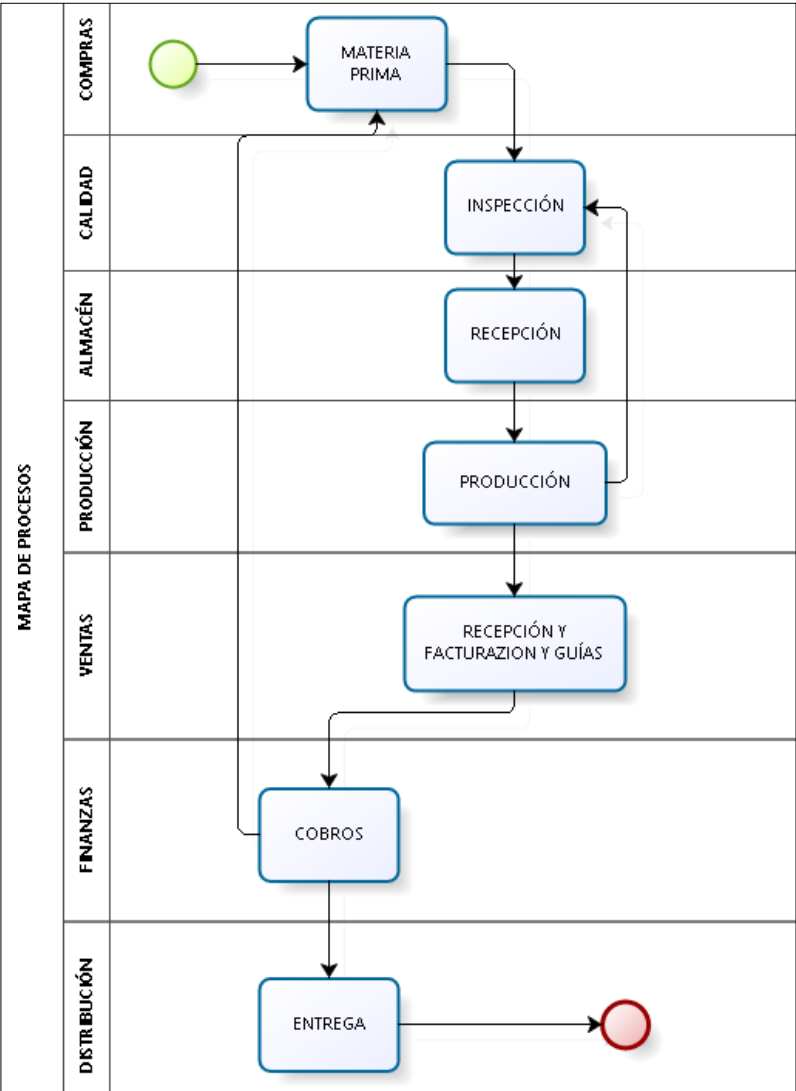 MAPA DE PROCESOS
COMPRAS
MATERIA
PRIMA
CALIDAD
INSPECCIÓN
ALMACÉN
RECEPCIÓN
PRODUCCIÓN
PRODUCCIÓN
VENTAS
RECEPCIÓN Y
FACTURAZION Y GUÍAS
FINANZAS
COBROS
DISTRIBUCIÓN
ENTREGA